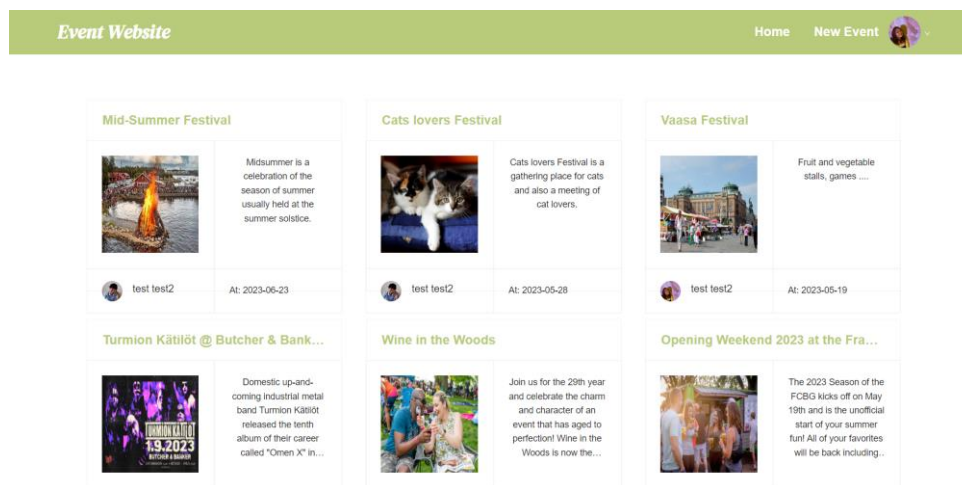 Event Website
Home New Event
Mid-Summer Festival
Midsummer is a
celebration of the
season of summer
usually held at the
summer solstice.
test test2
At: 2023-06-23
Cats lovers Festival
Cats lovers Festival is a
gathering place for cats
and also a meeting of
cat lovers.
test test2
At: 2023-05-28
Vaasa Festival
Fruit and vegetable
stalls, games ....
test test2
At: 2023-05-19
Turmion Kätilöt @ Butcher & Bank...
TURMION KÄTILÖT
1.9.2023
BUTCHER & BANKER
Domestic up-and-
coming industrial metal
band Turmion Kätilöt
released the tenth
album of their career
called "Omen X" in...
Wine in the Woods
Join us for the 29th year
and celebrate the charm
and character of an
event that has aged to
perfection! Wine in the
Woods is now the...
Opening Weekend 2023 at the Fra...
The 2023 Season of the
FCBG kicks off on May
19th and is the unofficial
start of your summer
fun! All of your favorites
will be back including..